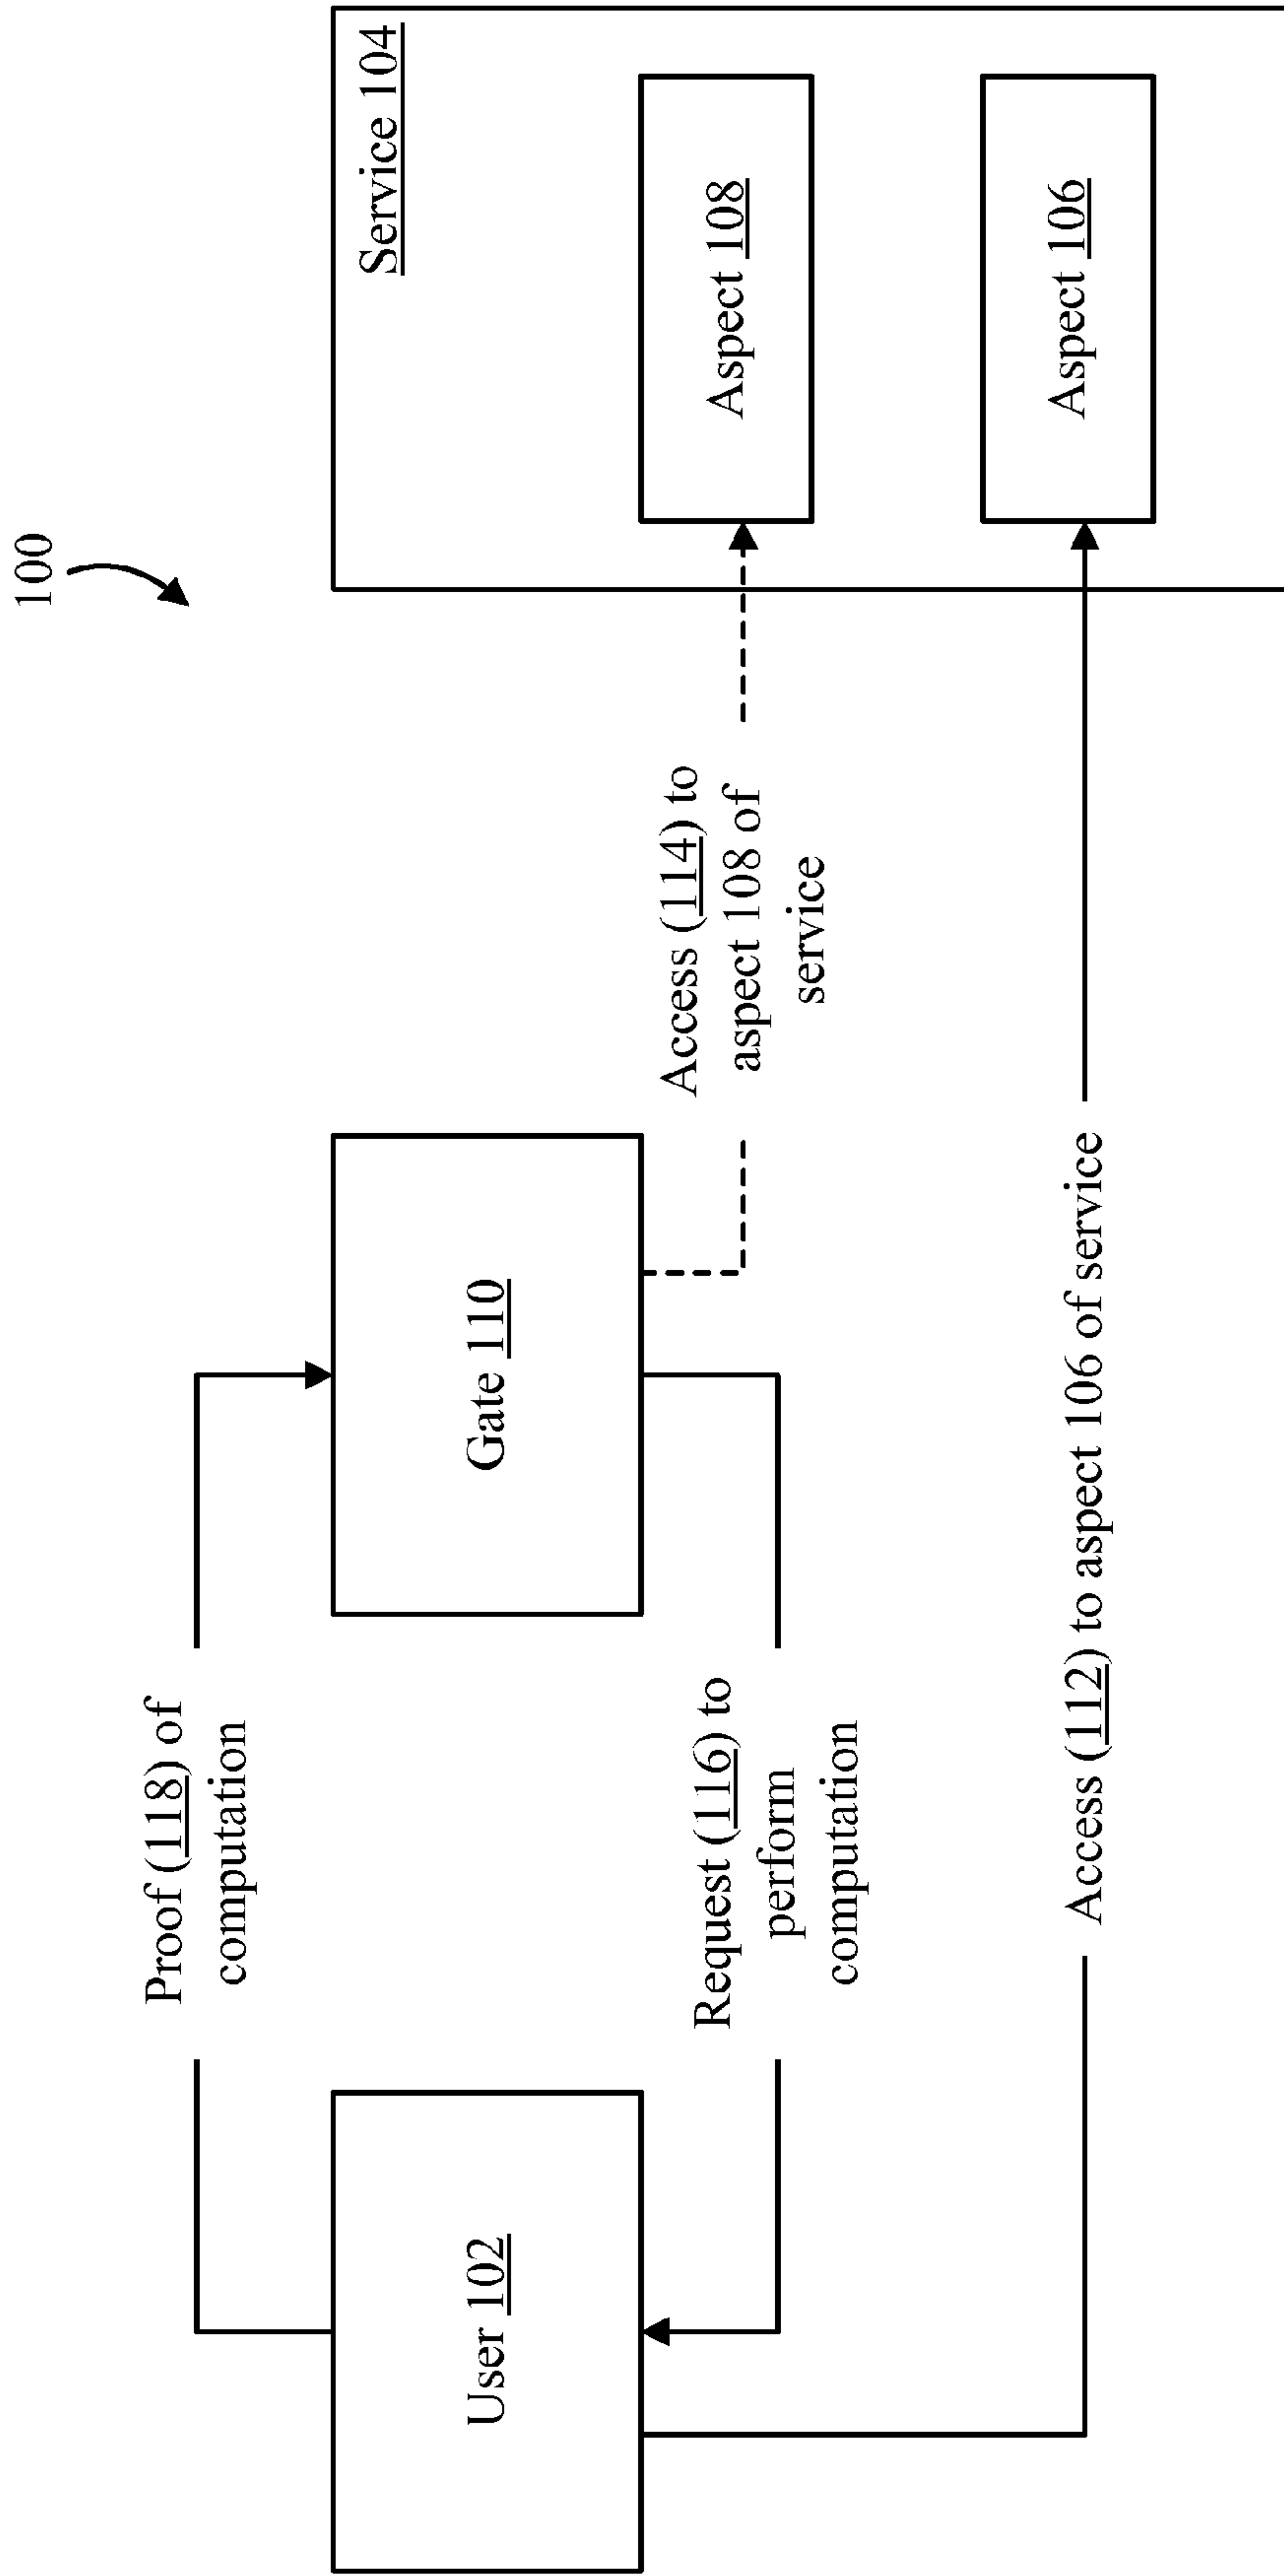 100
Service 104
Proof (118) of
computation
User 102
Gate 110
Request (116) to
perform
computation
Access (114) to
aspect 108 of
service
Aspect 108
Access (112) to aspect 106 of service
Aspect 106